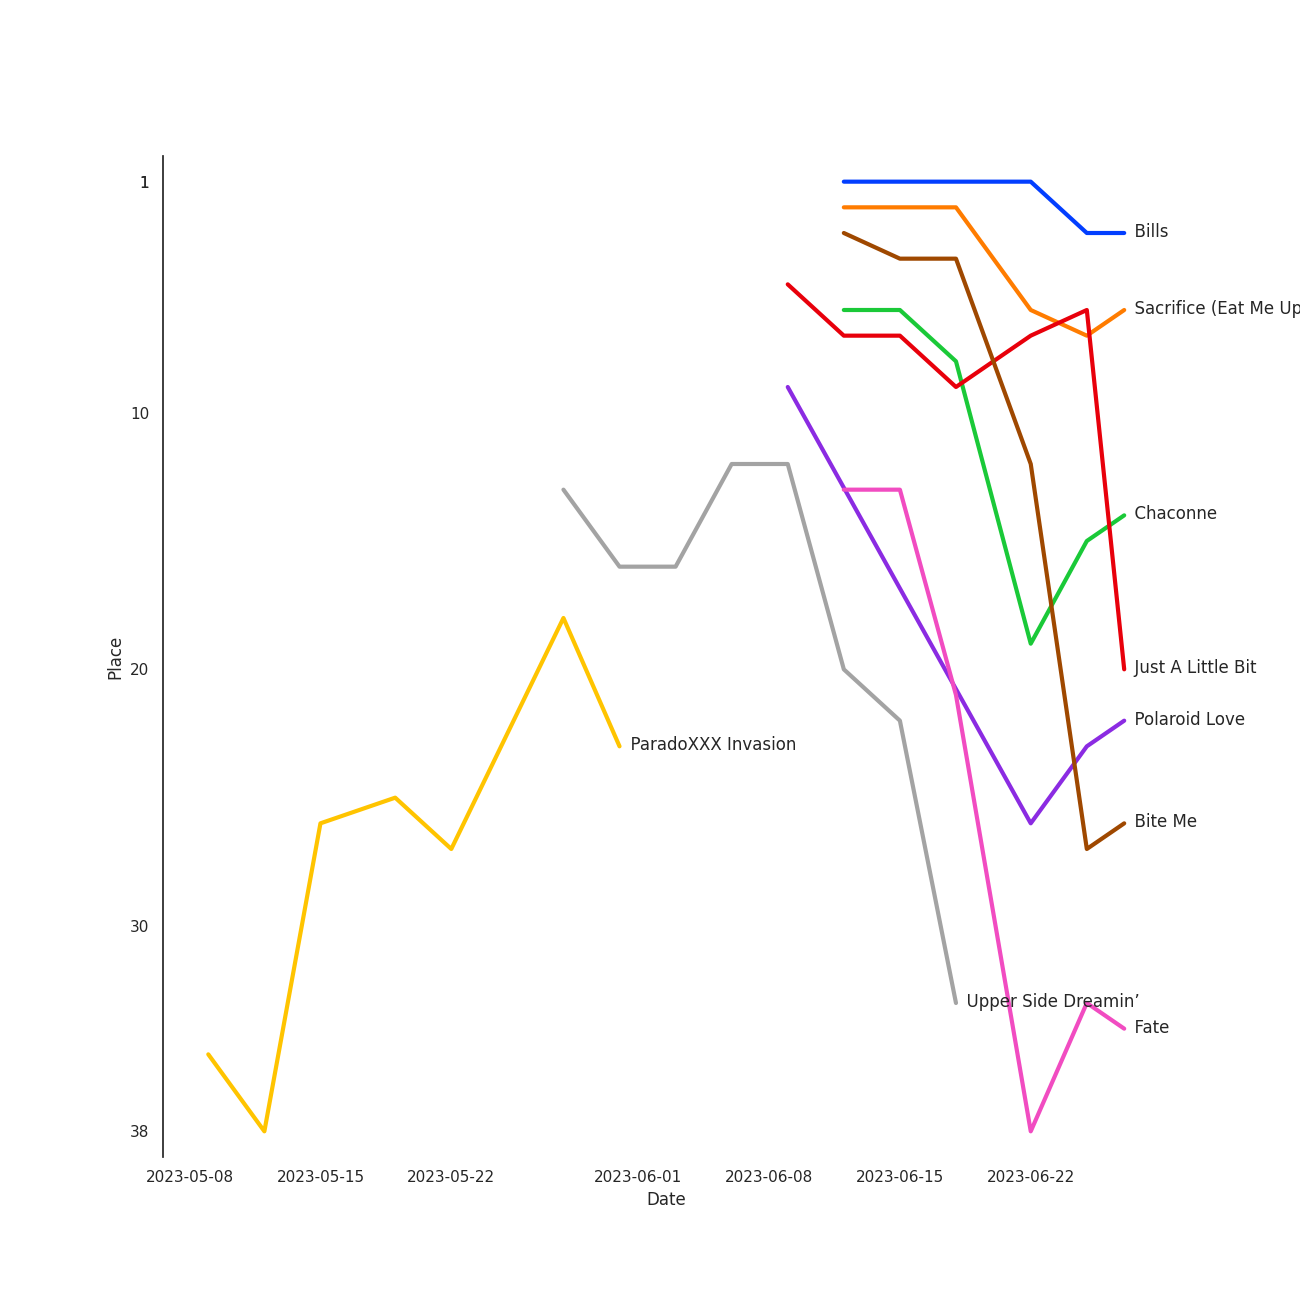 1
Bills
Sacrifice (Eat Me Up
10
Chaconne
Place
20
Just A Little Bit
Polaroid Love
ParadoXXX Invasion
Bite Me
30
Upper Side Dreamin’
Fate
38
2023-05-08 2023-05-15 2023-05-22 2023-06-01 2023-06-08 2023-06-15 2023-06-22
Date